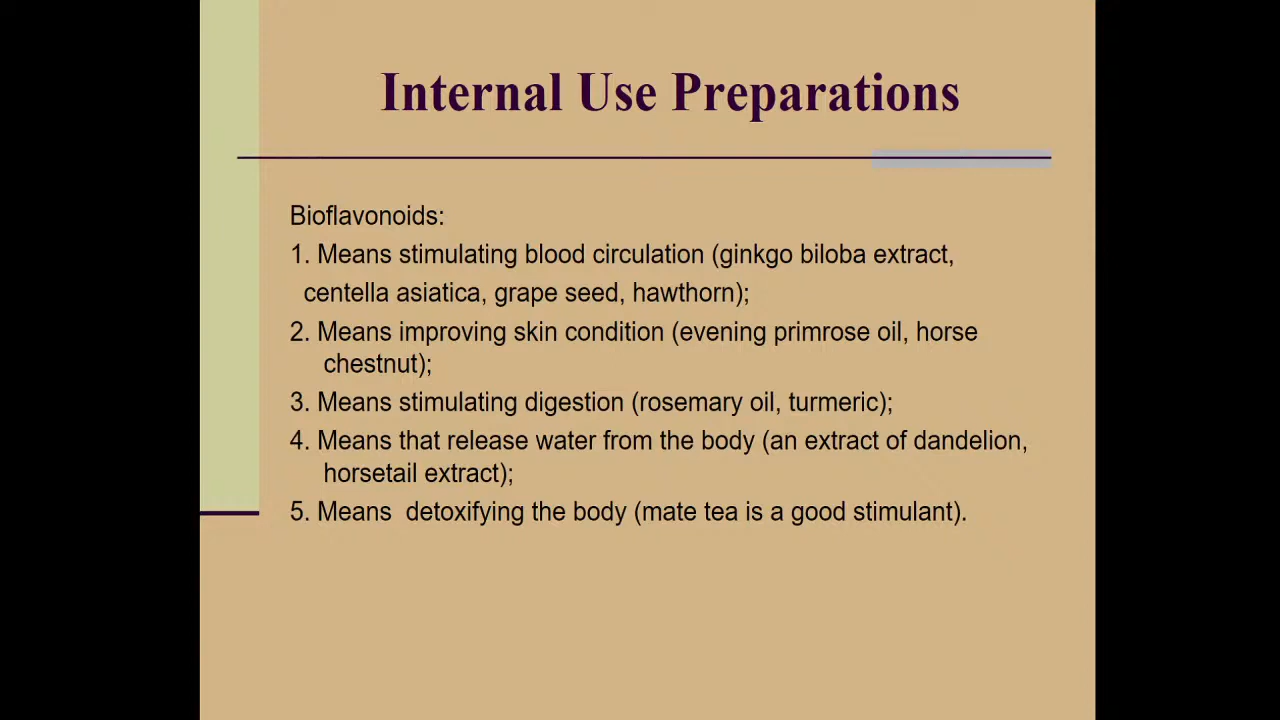 Internal Use Preparations
Bioflavonoids:
1. Means stimulating blood circulation (ginkgo biloba extract,
centella asiatica, grape seed, hawthorn);
2. Means improving skin condition (evening primrose oil, horse
chestnut);
3. Means stimulating digestion (rosemary oil, turmeric);
4. Means that release water from the body (an extract of dandelion,
horsetail extract);
5. Means  detoxifying the body (mate tea is a good stimulant).